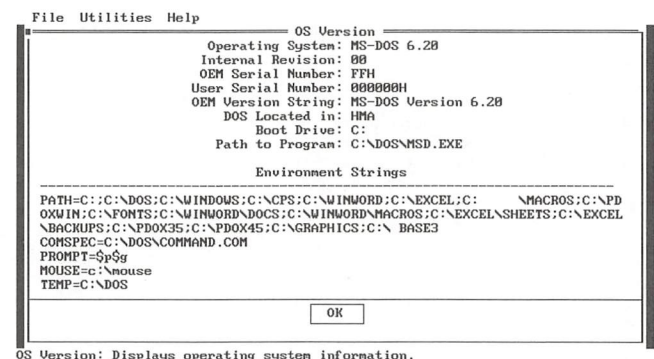 File Utilities Help
OS Version
Operating System: MS-DOS 6.20
Internal Revision: 00
OEM Serial Number: FFH
User Serial Number: 000000H
OEM Version String: MS-DOS Version 6.20
DOS Located in: HMA
Boot Drive: C:
Path to Program: C:\DOS\MSD.EXE
Environment Strings
PATH=C:;C:\DOS;C:\WINDOWS;C:\CPS;C:\WINWORD;C:\EXCEL;C: \MACROS;C:\PD
OXWIN;C:\FONTS;C:\WINWORD\DOCS;C:\WINWORD\MACROS;C:\EXCEL\SHEETS;C:\EXCEL
\BACKUPS;C:\PDOX35;C:\PDOX45;C:\GRAPHICS;C:\ BASE3
COMSPEC=C:\DOS\COMMAND.COM
PROMPT=$p$g
MOUSE=c:\mouse
TEMP=C:\DOS
OK
OS Version: Displays operating system information.